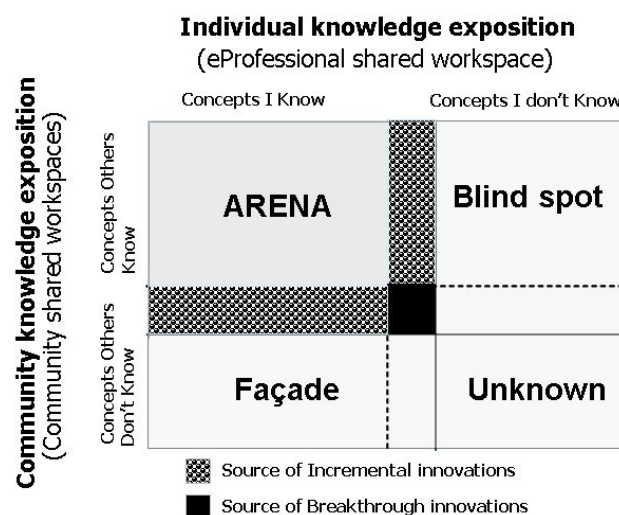 Individual knowledge exposition
(eProfessional shared workspace)
Concepts I Know
Concepts I don't Know
Community knowledge exposition
(Community shared workspaces)
Concepts Others
Know
ARENA
Blind spot
Concepts Others
Don't Know
Façade
Unknown
Source of Incremental innovations
Source of Breakthrough innovations